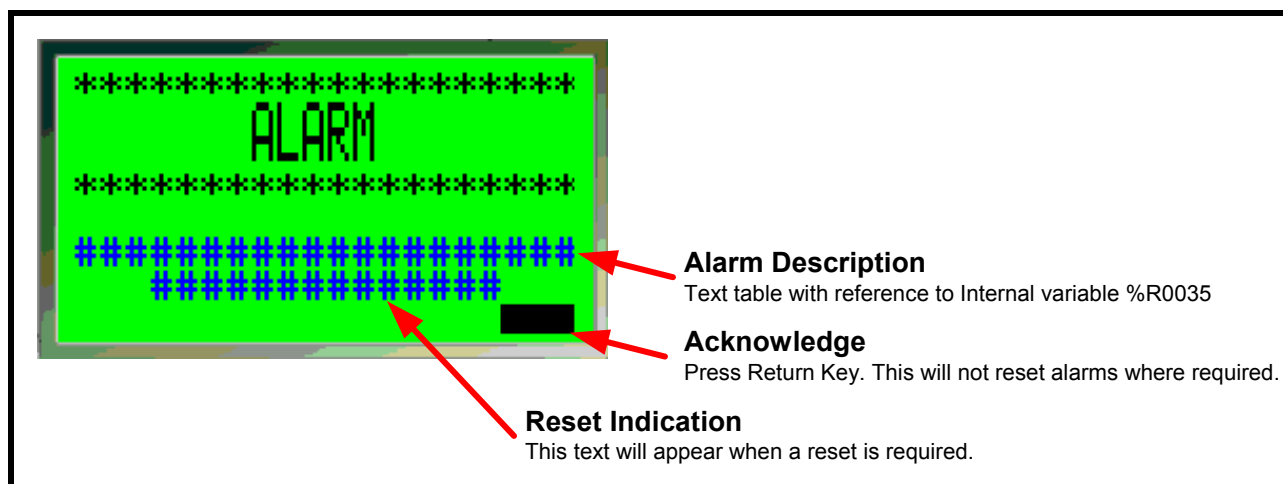 ********************
ALARM
********************
####################
##############
Alarm Description
Text table with reference to Internal variable %R0035
Acknowledge
Press Return Key. This will not reset alarms where required.
Reset Indication
This text will appear when a reset is required.